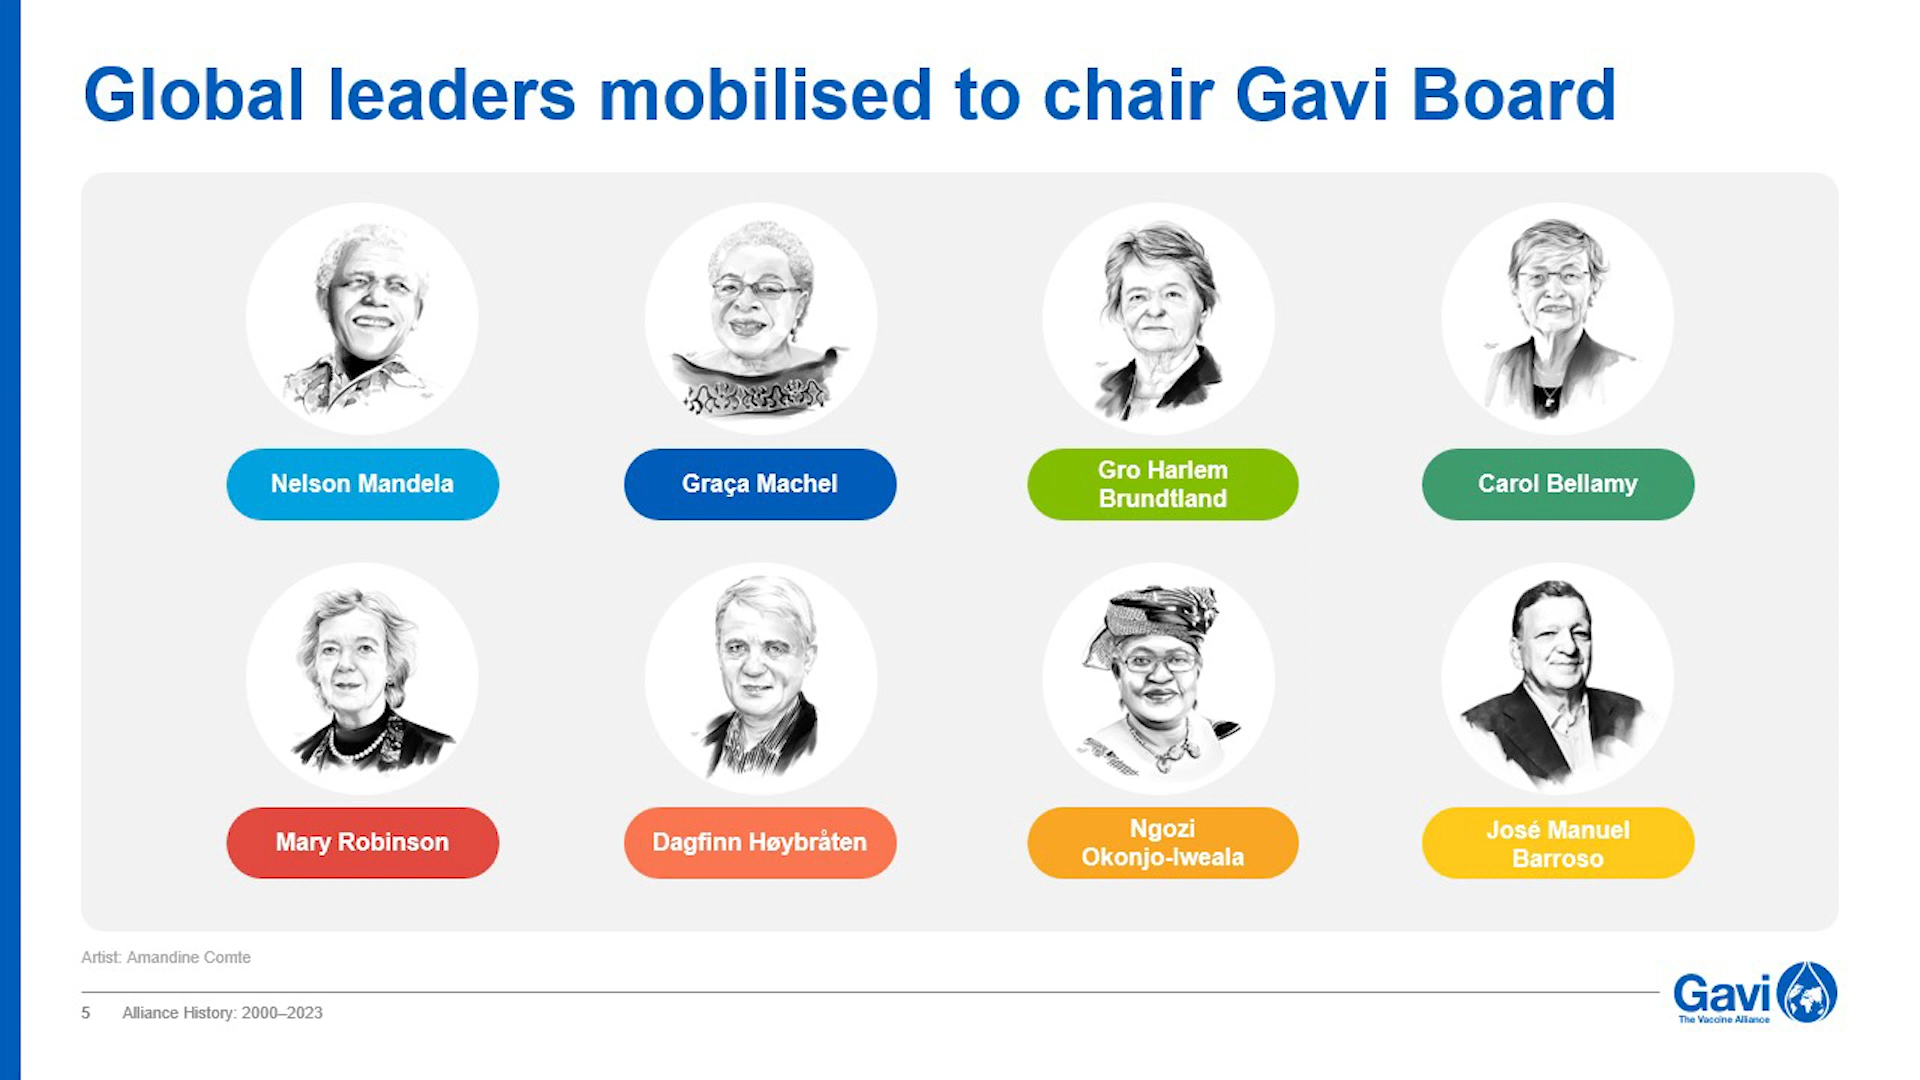 Global leaders mobilised to chair Gavi Board
Nelson Mandela
Graça Machel
Gro Harlem
Brundtland
Carol Bellamy
Mary Robinson
Dagfinn Høybråten
Ngozi
Okonjo-Iweala
José Manuel
Barroso
Artist: Amandine Comte
5 Alliance History: 2000–2023
Gavi
The Vaccine Alliance